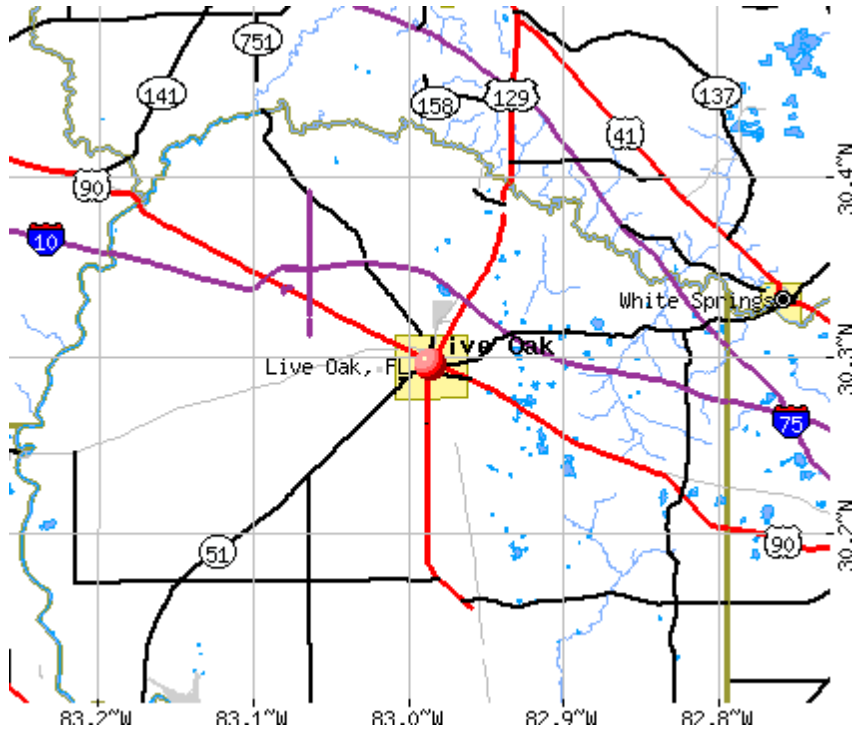 751
141
158
129
137
41
90
30.4~N
10
White Springs
Live Oak
30.3~N
Live Oak, FL
75
51
90
30.2~N
83.2~W
83.1~W
83.0~W
82.9~W
82.8~W